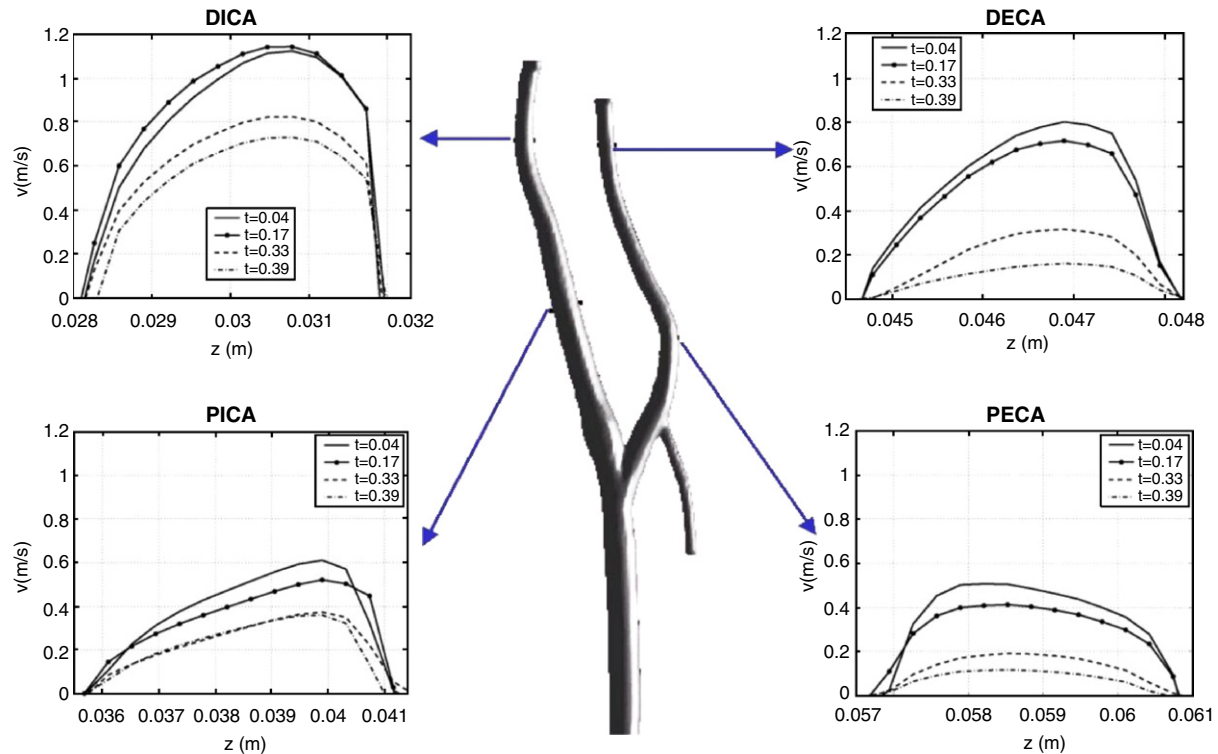 DICA
1.2
1
0.8
0.6
0.4
0.2
0
v(m/s)
t=0.04
t=0.17
t=0.33
t=0.39
0.028
0.029
0.03
0.031
0.032
z (m)
DECA
1.2
1
0.8
0.6
0.4
0.2
0
v(m/s)
t=0.04
t=0.17
t=0.33
t=0.39
0.045
0.046
0.047
0.048
z (m)
PICA
1.2
1
0.8
0.6
0.4
0.2
0
v(m/s)
t=0.04
t=0.17
t=0.33
t=0.39
0.036
0.037
0.038
0.039
0.04
0.041
z (m)
PECA
1.2
1
0.8
0.6
0.4
0.2
0
v(m/s)
t=0.04
t=0.17
t=0.33
t=0.39
0.057
0.058
0.059
0.06
0.061
z (m)